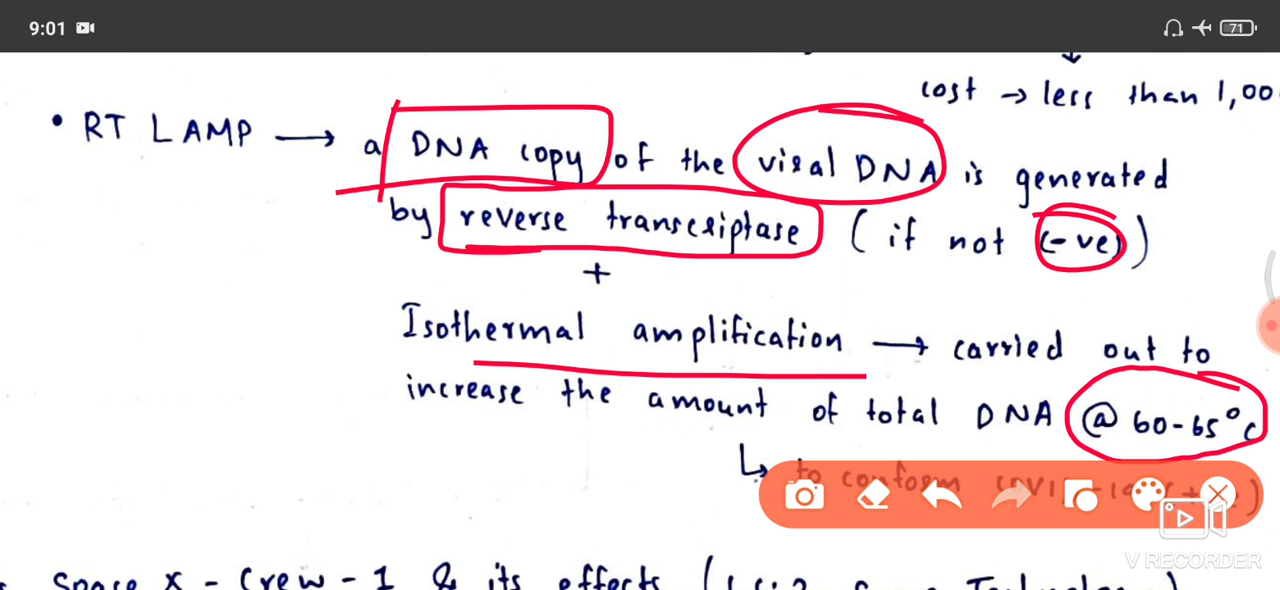 9:01
71
cost → less than 1,00
• RT LAMP → a DNA copy of the viral DNA is generated
by reverse transcriptase (if not (-ve))
+
Isothermal amplification → carried out to
increase the amount of total DNA @ 60-65°C
↳ to conform
V RECORDER
Space X - Crew - 1 & its effects